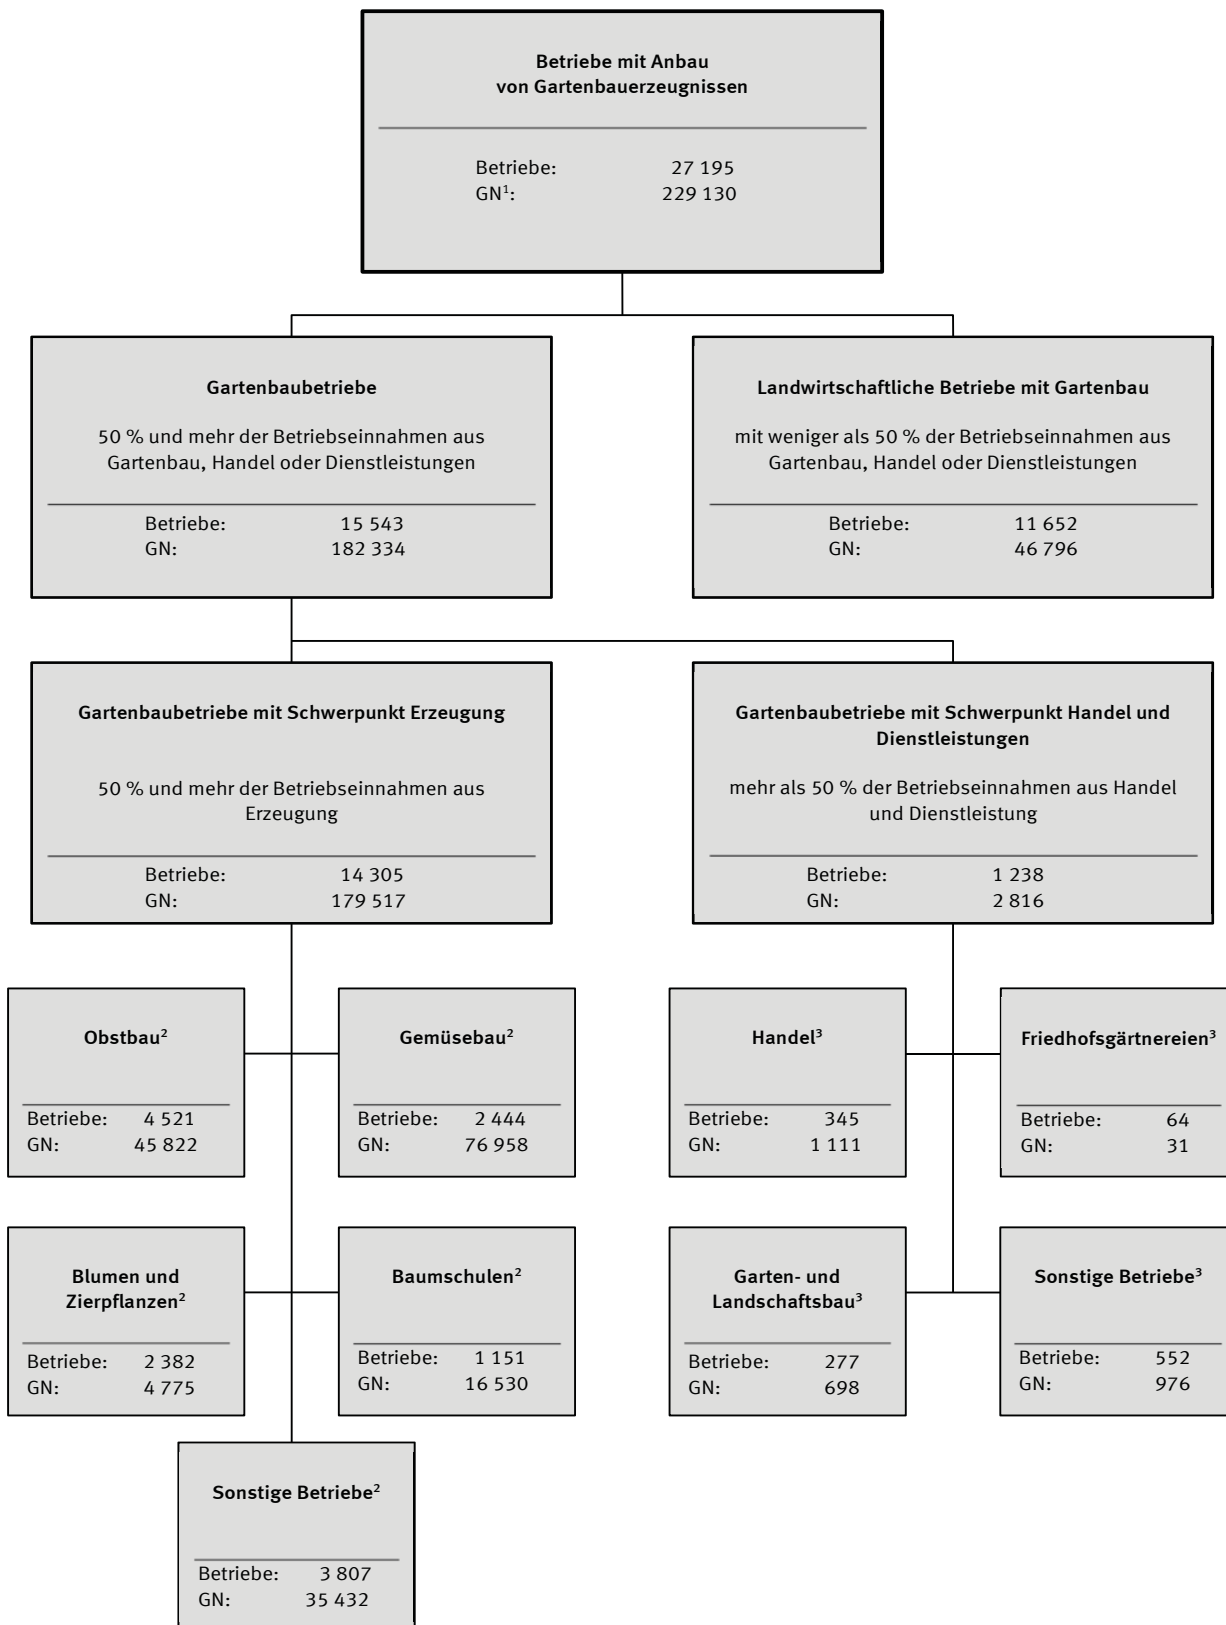 Betriebe mit Anbau
von Gartenbauerzeugnissen
Betriebe: 27 195
GN¹: 229 130
Gartenbaubetriebe
50 % und mehr der Betriebseinnahmen aus
Gartenbau, Handel oder Dienstleistungen
Betriebe: 15 543
GN: 182 334
Landwirtschaftliche Betriebe mit Gartenbau
mit weniger als 50 % der Betriebseinnahmen aus
Gartenbau, Handel oder Dienstleistungen
Betriebe: 11 652
GN: 46 796
Gartenbaubetriebe mit Schwerpunkt Erzeugung
50 % und mehr der Betriebseinnahmen aus
Erzeugung
Betriebe: 14 305
GN: 179 517
Gartenbaubetriebe mit Schwerpunkt Handel und
Dienstleistungen
mehr als 50 % der Betriebseinnahmen aus Handel
und Dienstleistung
Betriebe: 1 238
GN: 2 816
Obstbau²
Betriebe: 4 521
GN: 45 822
Gemüsebau²
Betriebe: 2 444
GN: 76 958
Handel³
Betriebe: 345
GN: 1 111
Friedhofsgärtnereien³
Betriebe: 64
GN: 31
Blumen und
Zierpflanzen²
Betriebe: 2 382
GN: 4 775
Baumschulen²
Betriebe: 1 151
GN: 16 530
Garten- und
Landschaftsbau³
Betriebe: 277
GN: 698
Sonstige Betriebe³
Betriebe: 552
GN: 976
Sonstige Betriebe²
Betriebe: 3 807
GN: 35 432